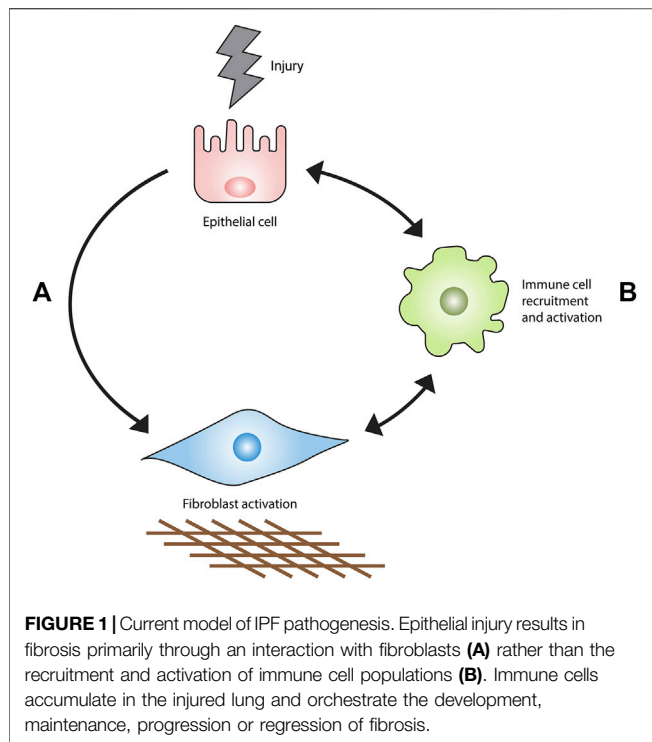 Injury
Epithelial cell
A
Immune cell
recruitment
and activation
B
Fibroblast activation
FIGURE 1 | Current model of IPF pathogenesis. Epithelial injury results in
fibrosis primarily through an interaction with fibroblasts (A) rather than the
recruitment and activation of immune cell populations (B). Immune cells
accumulate in the injured lung and orchestrate the development,
maintenance, progression or regression of fibrosis.